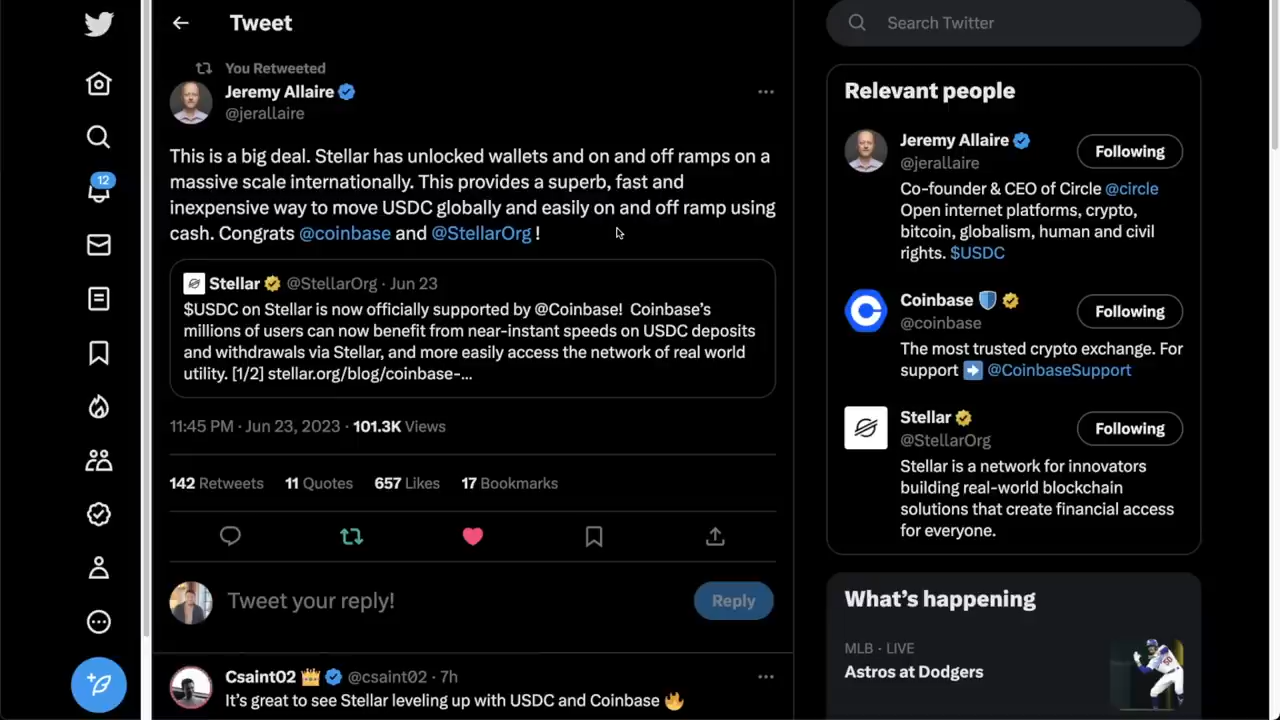 Tweet
You Retweeted
Jeremy Allaire
@jerallaire
This is a big deal. Stellar has unlocked wallets and on and off ramps on a
massive scale internationally. This provides a superb, fast and
inexpensive way to move USDC globally and easily on and off ramp using
cash. Congrats @coinbase and @StellarOrg !
Stellar @StellarOrg · Jun 23
$USDC on Stellar is now officially supported by @Coinbase! Coinbase’s
millions of users can now benefit from near-instant speeds on USDC deposits
and withdrawals via Stellar, and more easily access the network of real world
utility. [1/2] stellar.org/blog/coinbase-...
11:45 PM · Jun 23, 2023 · 101.3K Views
142 Retweets 11 Quotes 657 Likes 17 Bookmarks
Tweet your reply!
Reply
Csaint02 👑 @csaint02 · 7h
It’s great to see Stellar leveling up with USDC and Coinbase 🔥
12
Search Twitter
Relevant people
Jeremy Allaire
@jerallaire
Following
Co-founder & CEO of Circle @circle
Open internet platforms, crypto,
bitcoin, globalism, human and civil
rights. $USDC
Coinbase 🛡️
@coinbase
Following
The most trusted crypto exchange. For
support ➡️ @CoinbaseSupport
Stellar
@StellarOrg
Following
Stellar is a network for innovators
building real-world blockchain
solutions that create financial access
for everyone.
What’s happening
MLB · LIVE
Astros at Dodgers